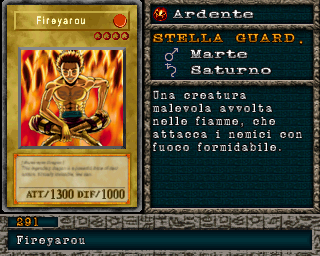 Fireyarou
ATT/1300 DIF/1000
Ardente
STELLA GUARD.
Marte
Saturno
Una creatura
malevola avvolta
nelle fiamme, che
attacca i nemici con
fuoco formidabile.
291
Fireyarou